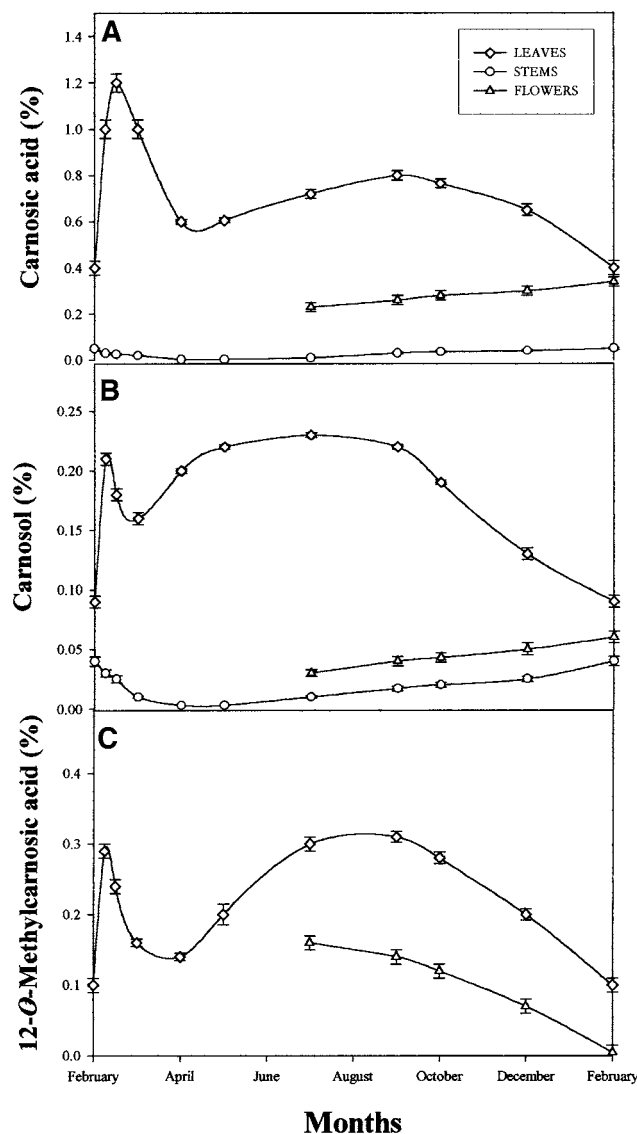 A
1.4
1.2
1.0
0.8
0.6
0.4
0.2
0.0
Carnosic acid (%)
LEAVES
STEMS
FLOWERS
B
0.25
0.20
0.15
0.10
0.05
0.00
Carnosol (%)
C
0.4
0.3
0.2
0.1
0.0
12-O-Methylcarnosic acid (%)
February April June August October December February
Months